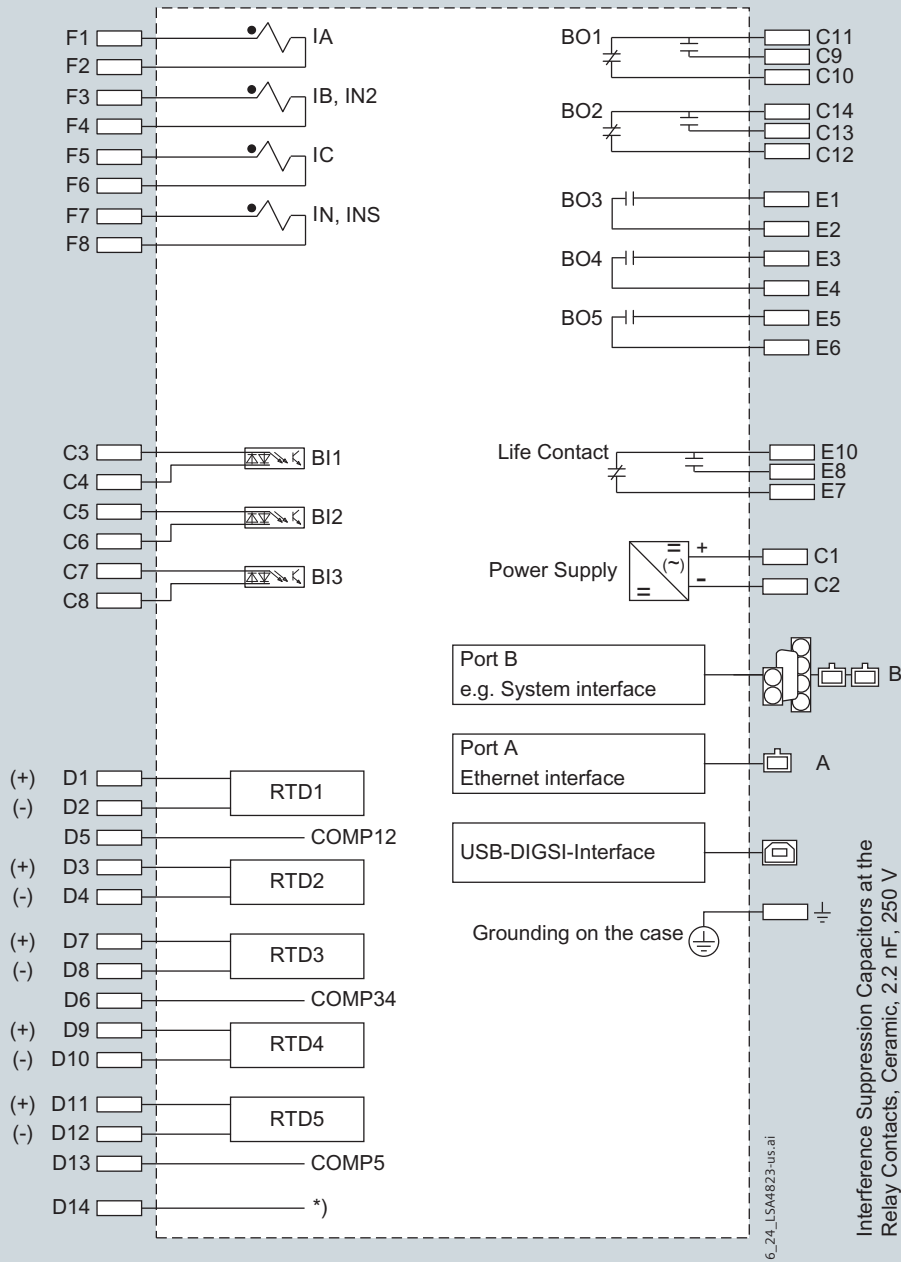 F1
IA
F2
F3
IB, IN2
F4
F5
IC
F6
F7
IN, INS
F8
C3
BI1
C4
C5
BI2
C6
C7
BI3
C8
(+) D1
RTD1
(-) D2
D5
COMP12
(+) D3
RTD2
(-) D4
(+) D7
RTD3
(-) D8
D6
COMP34
(+) D9
RTD4
(-) D10
(+) D11
RTD5
(-) D12
D13
COMP5
D14
*)
BO1
C11
C9
C10
BO2
C14
C13
C12
BO3
E1
E2
BO4
E3
E4
BO5
E5
E6
Life Contact
E10
E8
E7
Power Supply
= (~)
=
+
-
C1
C2
Port B
e.g. System interface
B
Port A
Ethernet interface
A
USB-DIGSI-Interface
Grounding on the case
6_24_LSA4823-us.ai
Interference Suppression Capacitors at the
Relay Contacts, Ceramic, 2.2 nF, 250 V